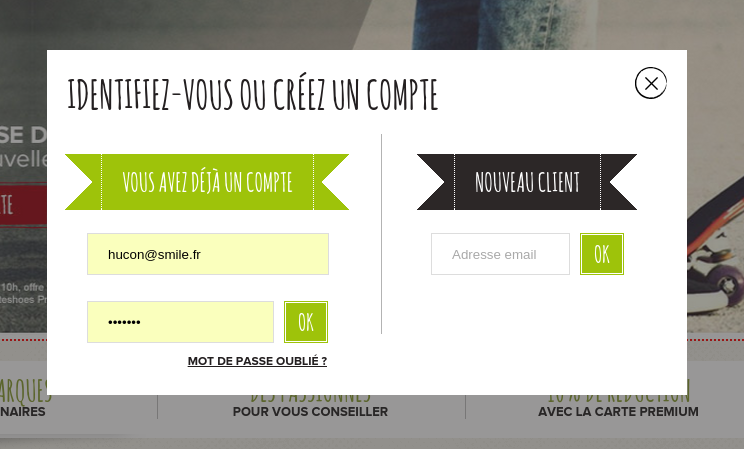 IDENTIFIEZ-VOUS OU CRÉEZ UN COMPTE
VOUS AVEZ DÉJÀ UN COMPTE
NOUVEAU CLIENT
hucon@smile.fr
Adresse email
OK
•••••••
OK
MOT DE PASSE OUBLIÉ ?
SE D
uvelle
TE
10h, offre
teshoes Pr
ARQUES
NAIRES
DES PASSIONNÉS
POUR VOUS CONSEILLER
10% DE RÉDUCTION
AVEC LA CARTE PREMIUM